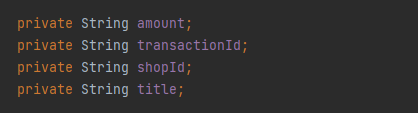 private String amount;
private String transactionId;
private String shopId;
private String title;